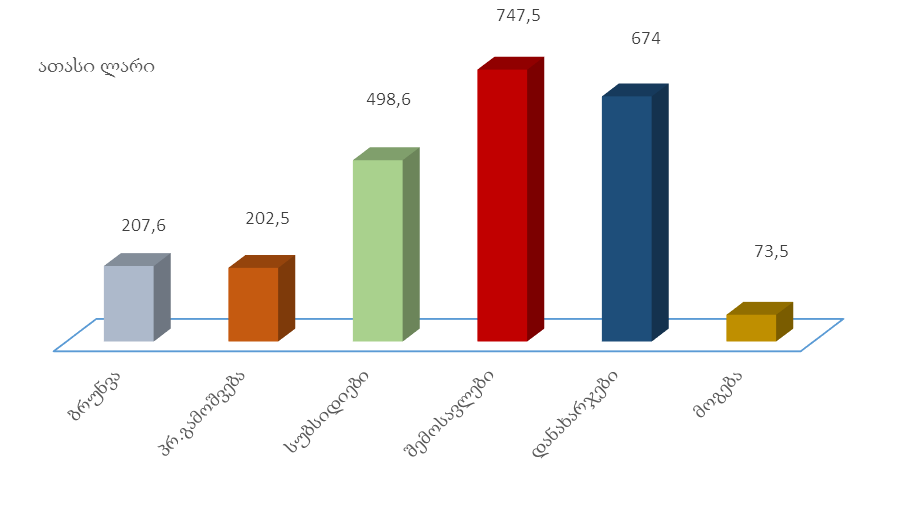 747,5
674
ათასი ლარი
498,6
207,6
202,5
73,5
ბრუნვა
პრ.გამოშვება
სუბსიდიები
შემოსავლები
დანახარჯები
მოგება